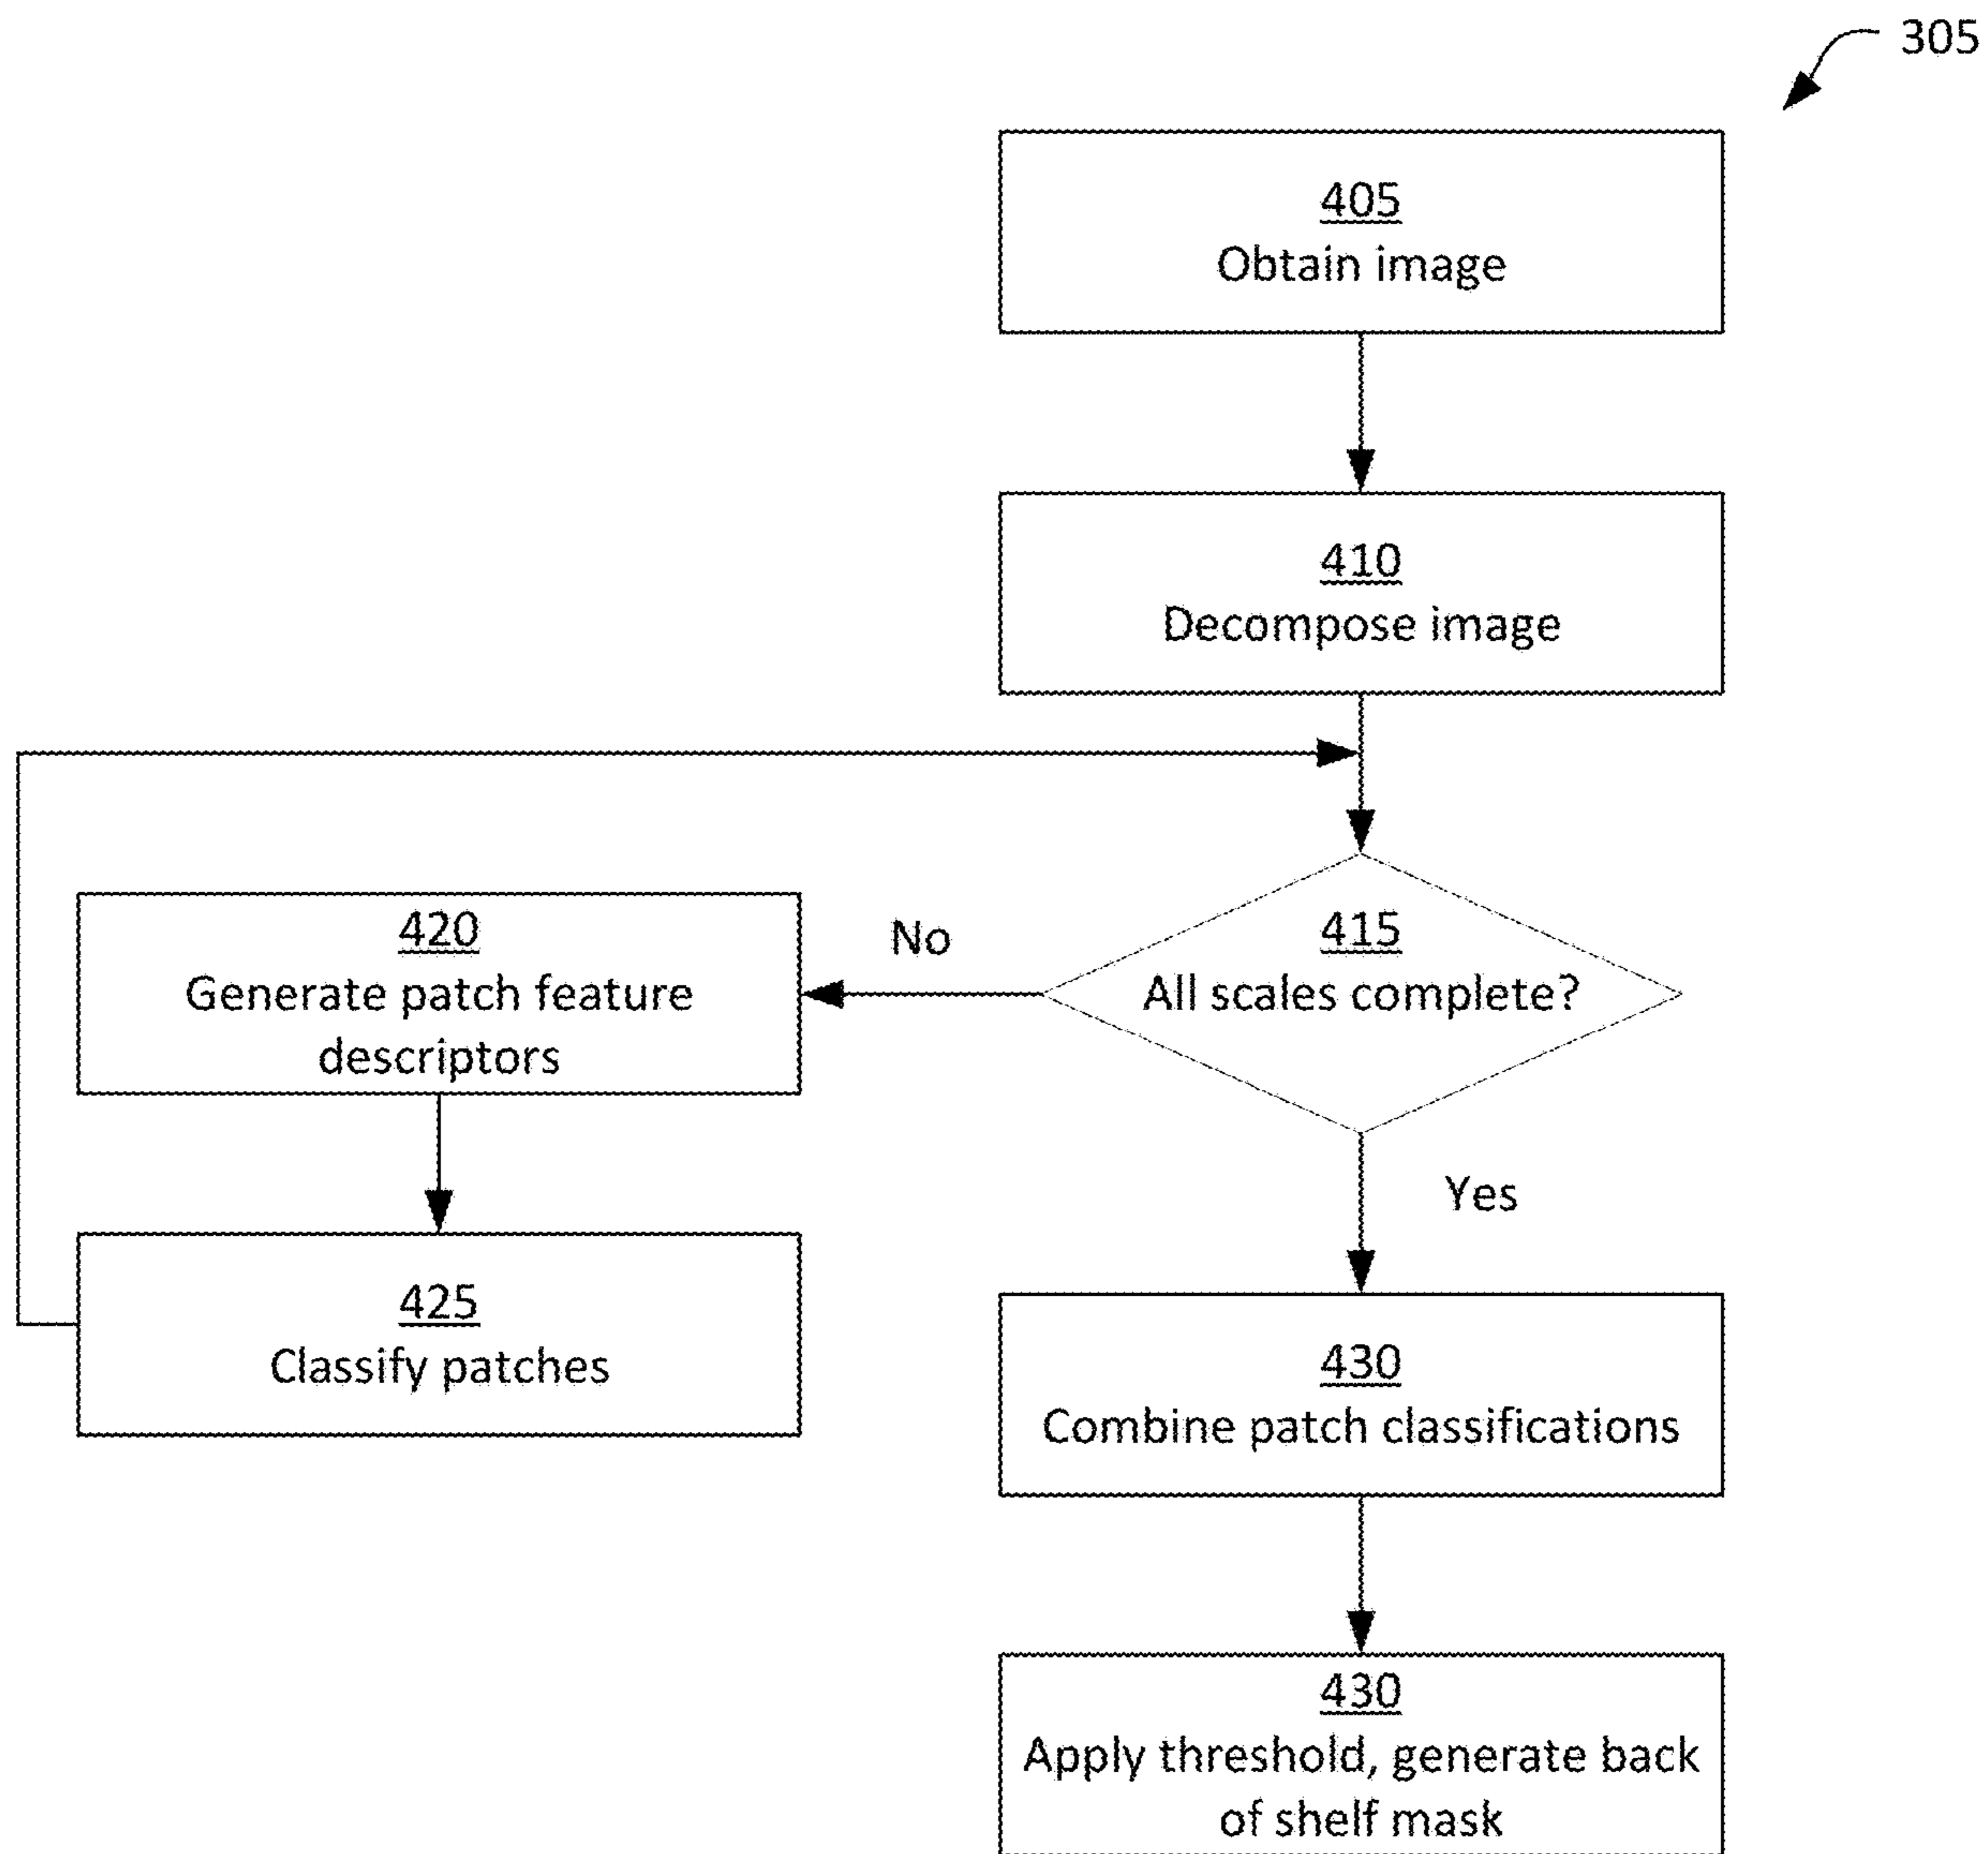 305
405
Obtain image
410
Decompose image
415
All scales complete?
No
420
Generate patch feature
descriptors
425
Classify patches
Yes
430
Combine patch classifications
430
Apply threshold, generate back
of shelf mask